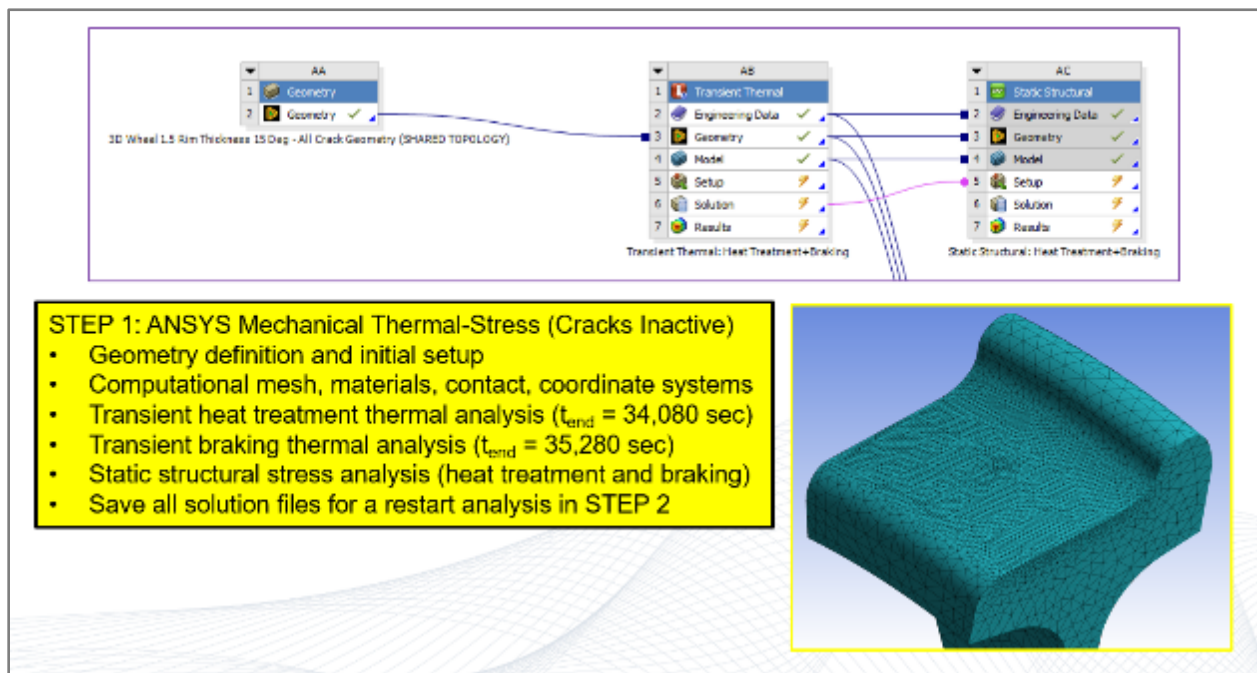 AA
1 Geometry
2 Geometry
3D Wheel 1.5 Rim Thickness 15 Deg - All Crack Geometry (SHARED TOPOLOGY)
AB
1 Transient Thermal
2 Engineering Data
3 Geometry
4 Model
5 Setup
6 Solution
7 Results
Transient Thermal: Heat Treatment+Braking
AC
1 Static Structural
2 Engineering Data
3 Geometry
4 Model
5 Setup
6 Solution
7 Results
Static Structural: Heat Treatment+Braking
STEP 1: ANSYS Mechanical Thermal-Stress (Cracks Inactive)
• Geometry definition and initial setup
• Computational mesh, materials, contact, coordinate systems
• Transient heat treatment thermal analysis (tend = 34,080 sec)
• Transient braking thermal analysis (tend = 35,280 sec)
• Static structural stress analysis (heat treatment and braking)
• Save all solution files for a restart analysis in STEP 2